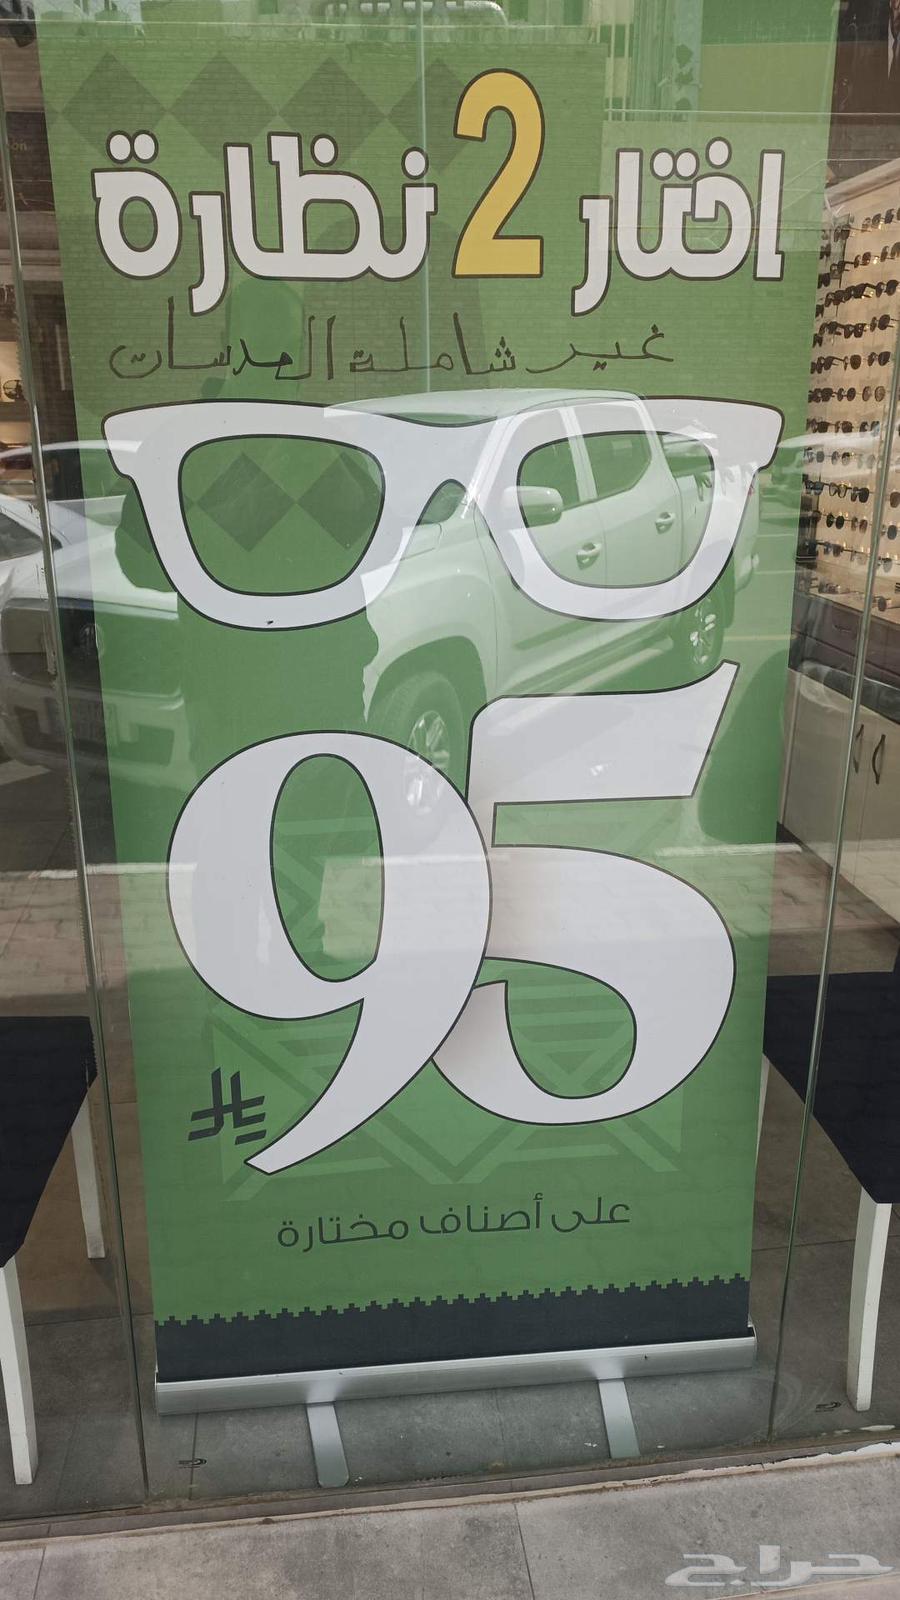 اختار 2 نظارة
غير شاملة العدسات
95
على أصناف مختارة
حراج